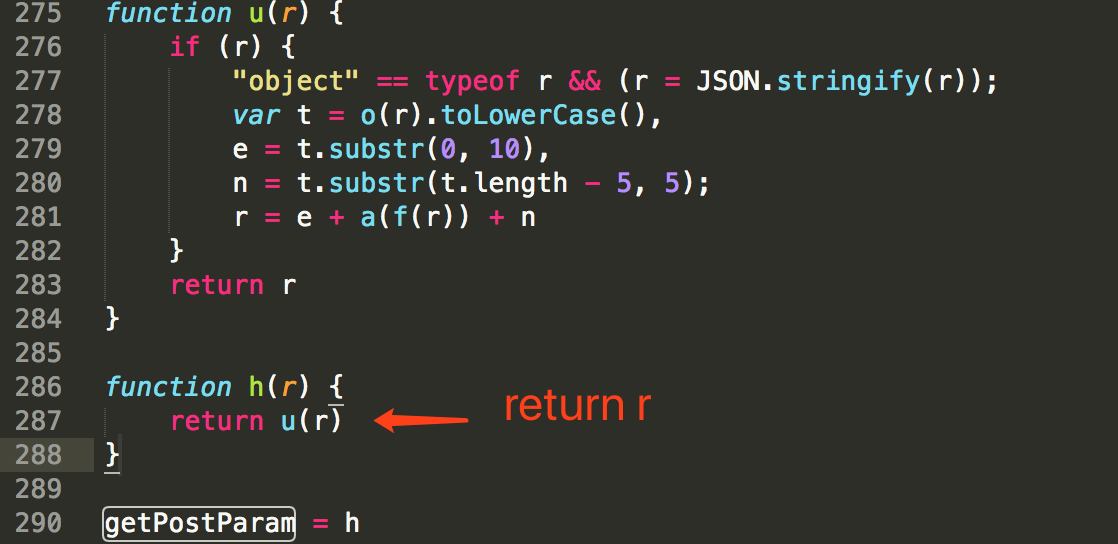 275 function u(r) {
276 if (r) {
277 "object" == typeof r && (r = JSON.stringify(r));
278 var t = o(r).toLowerCase(),
279 e = t.substr(0, 10),
280 n = t.substr(t.length - 5, 5);
281 r = e + a(f(r)) + n
282 }
283 return r
284 }
285
286 function h(r) {
287 return u(r) return r
288 }
289
290 getPostParam = h